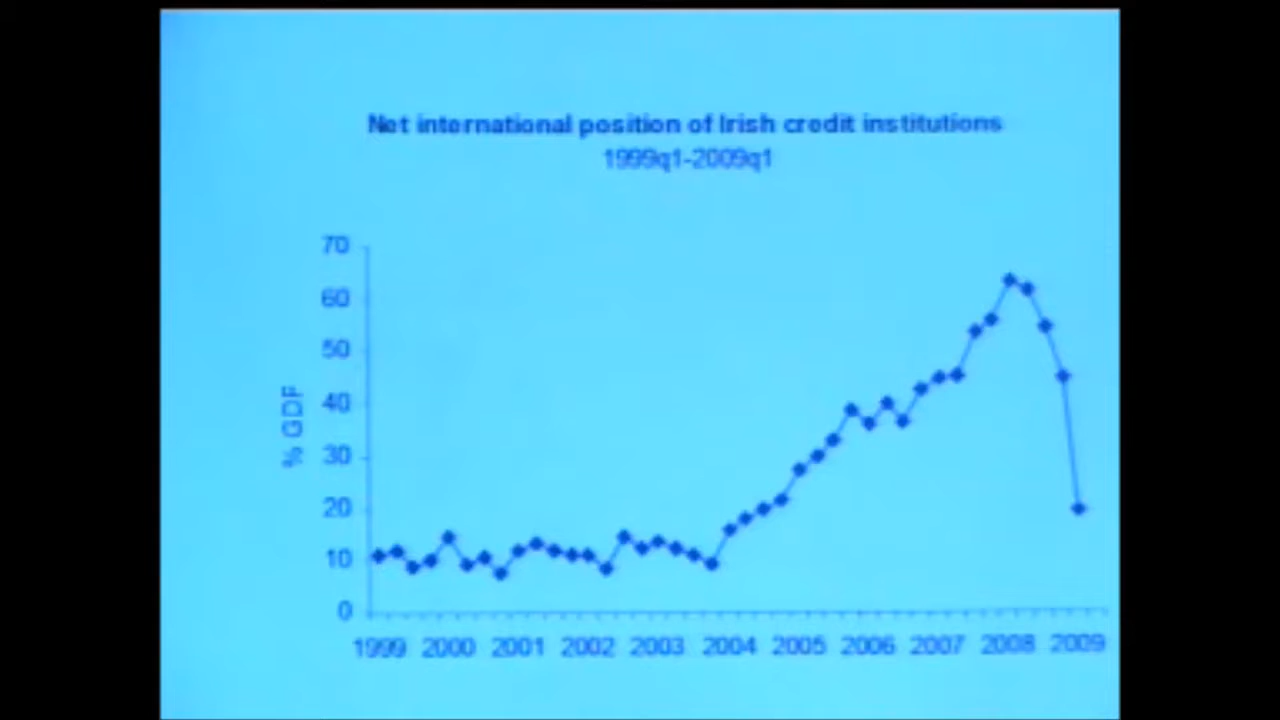 Net international position of Irish credit institutions
1999q1-2009q1
70
60
50
40
30
20
10
0
% GDP
1999 2000 2001 2002 2003 2004 2005 2006 2007 2008 2009